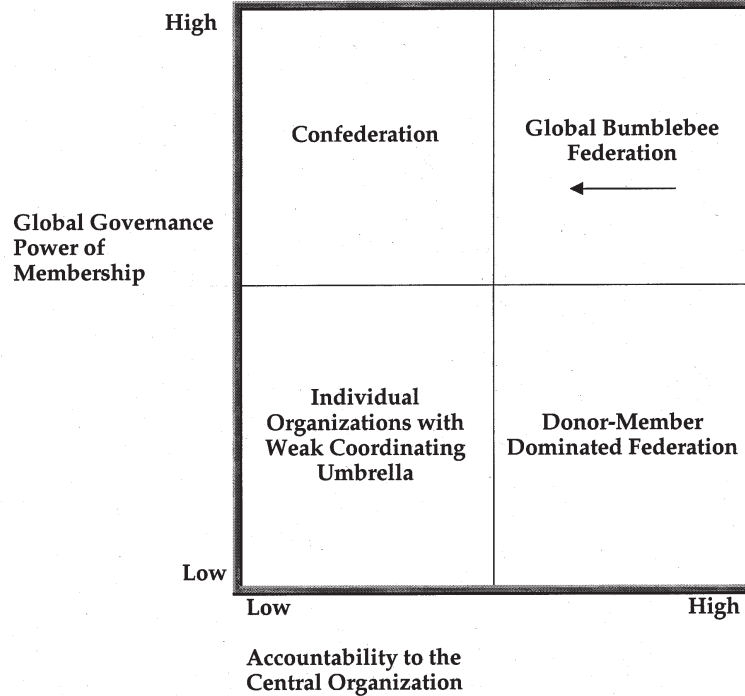 High
Confederation
Global Bumblebee
Federation
Global Governance
Power of
Membership
Individual
Organizations with
Weak Coordinating
Umbrella
Donor-Member
Dominated Federation
Low
Low
High
Accountability to the
Central Organization